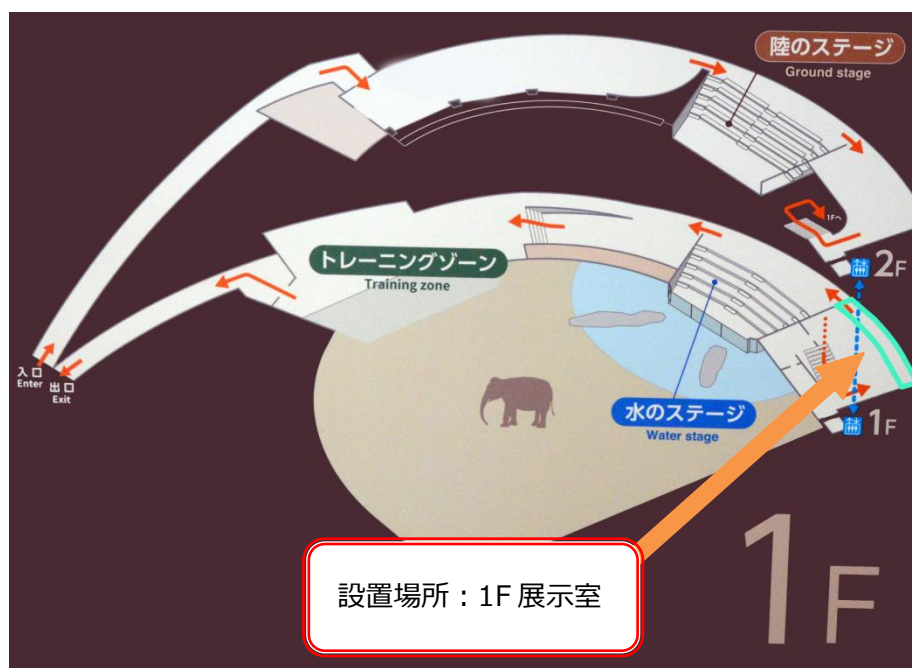 陸のステージ
Ground stage
1Fへ
2F
トレーニングゾーン
Training zone
入口
Enter
出口
Exit
水のステージ
Water stage
1F
設置場所：1F 展示室
1F